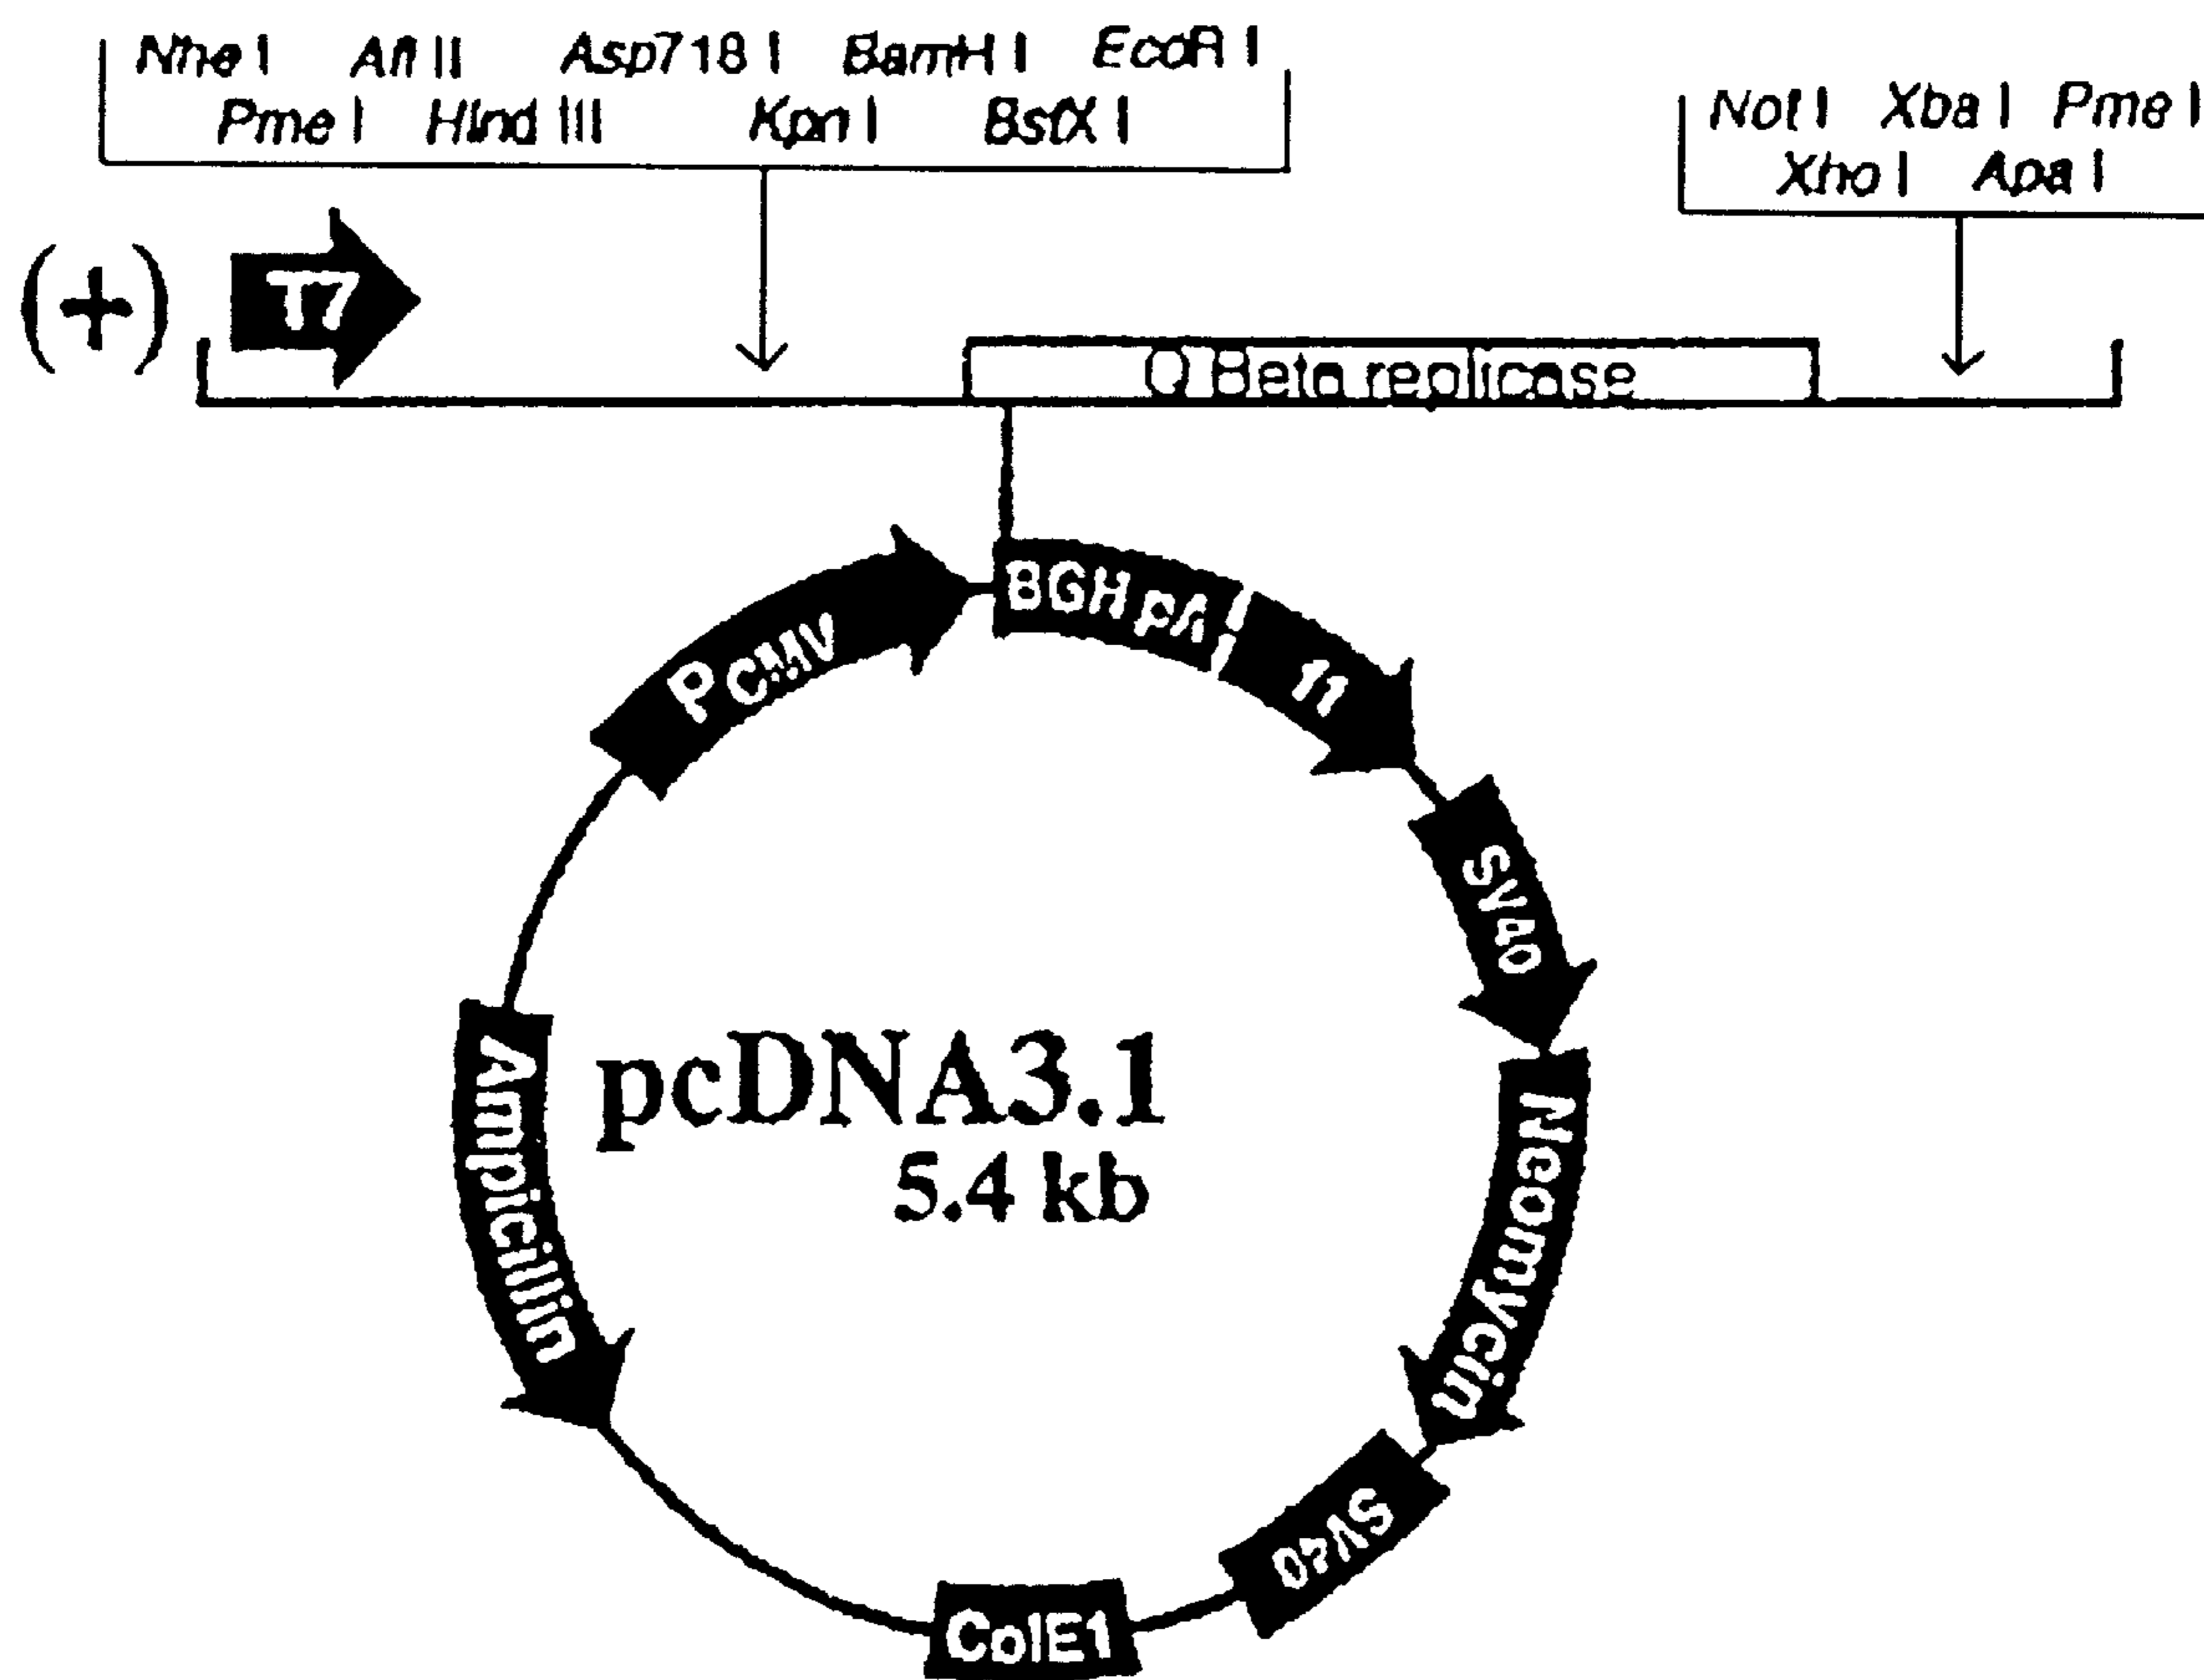 Nhe I Afl II Asp718 I BamH I EcoR I
Pme I Hind III Kpn I BstX I
Not I Xba I Pme I
Xho I Apa I
(+) T7
Q Beta replicase
PCMV
BGH pA
f1
SV40
Neomycin
SV40
ColE1
Ampicillin
pcDNA3.1
5.4 kb